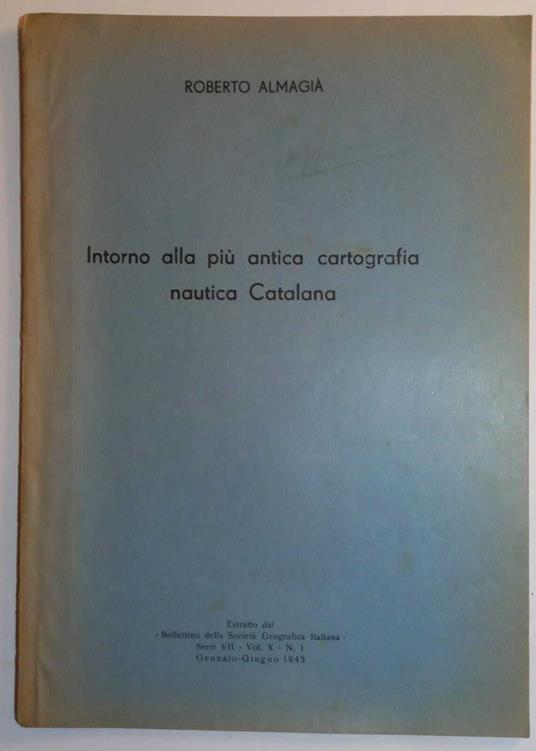 ROBERTO ALMAGIÀ
Intorno alla più antica cartografia
nautica Catalana
Estratto dal
« Bollettino della Società Geografica Italiana »
Serie VII - Vol. X - N. 1
Gennaio-Giugno 1945